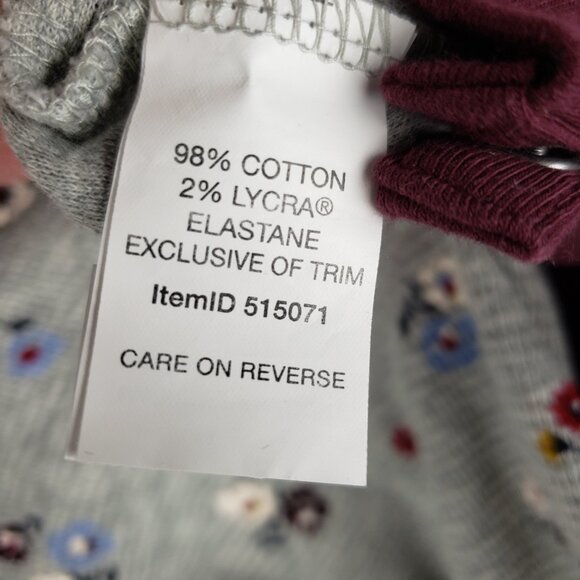 98% COTTON
2% LYCRA®
ELASTANE
EXCLUSIVE OF TRIM
ItemID 515071
CARE ON REVERSE